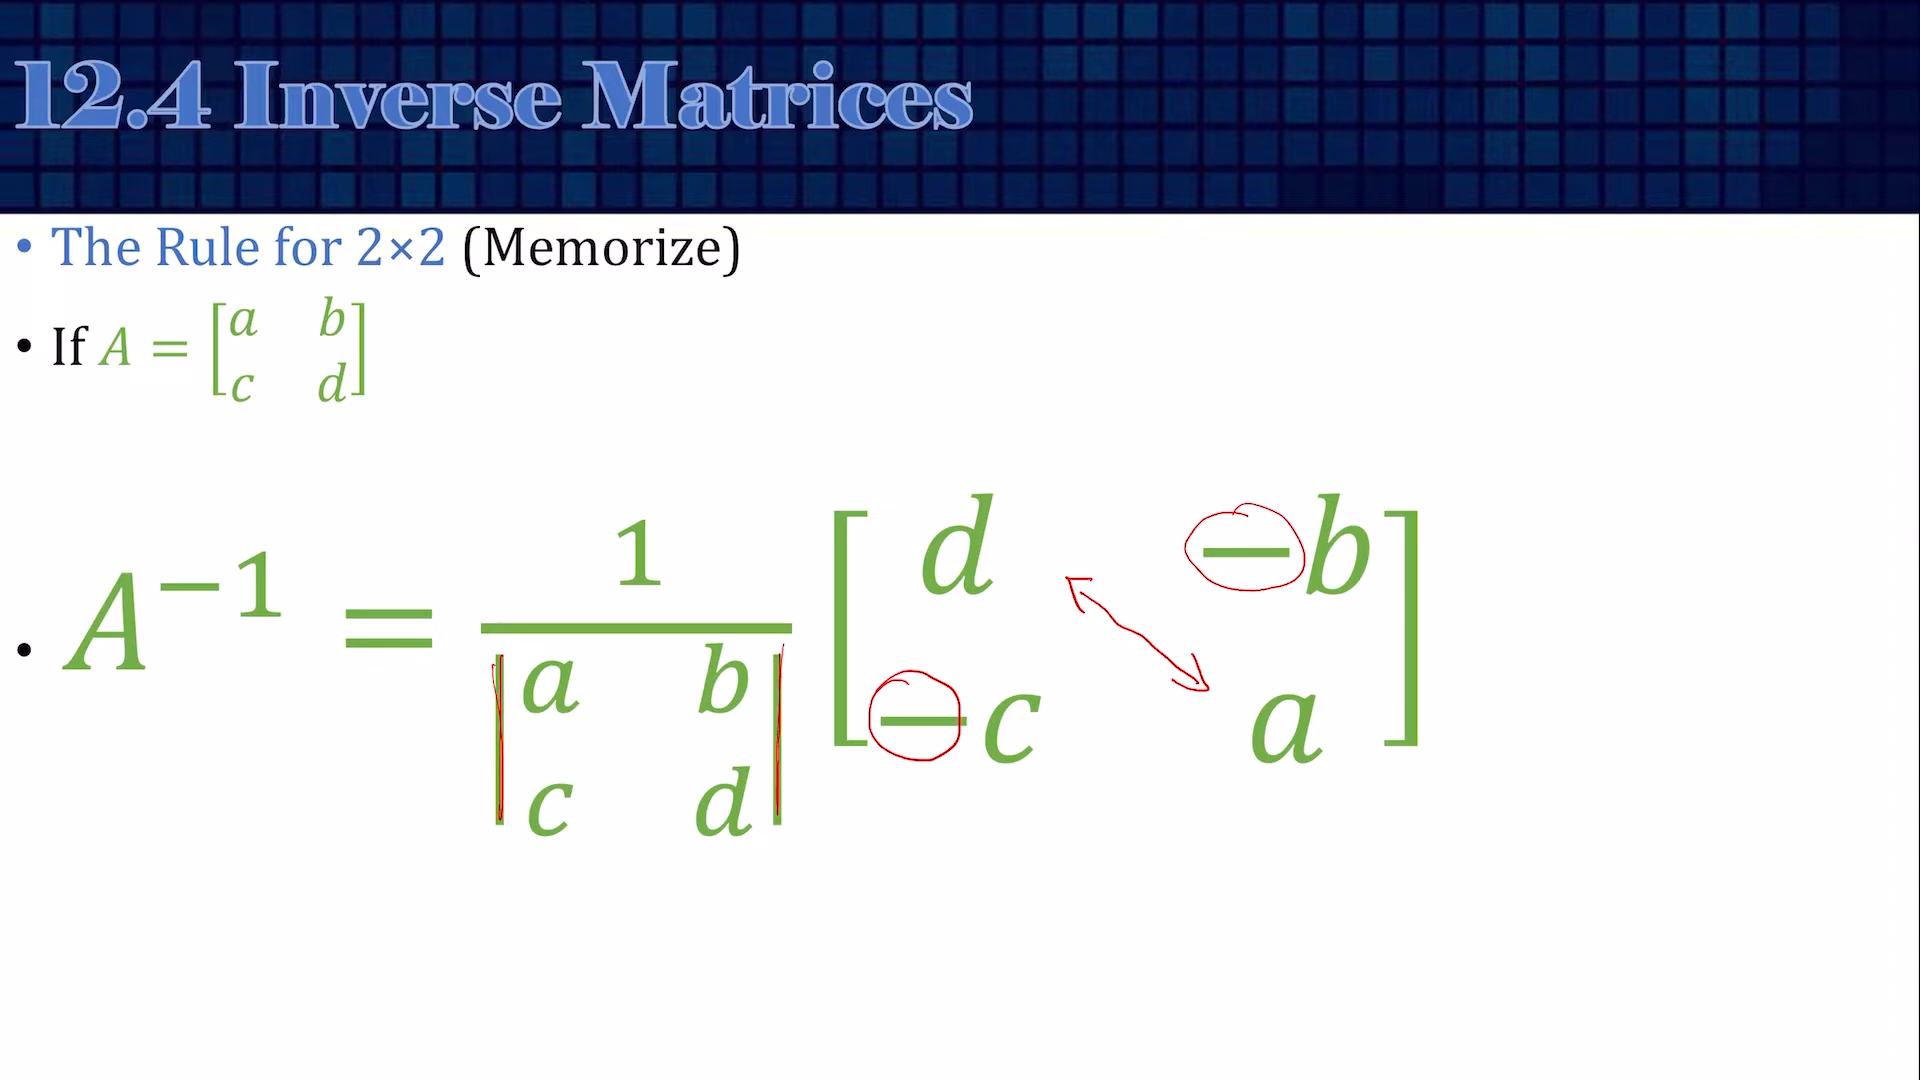 12.4 Inverse Matrices
• The Rule for 2×2 (Memorize)
• If A = [a b
c d]
• A⁻¹ = 1/|a b
c d| [d −b
−c a]